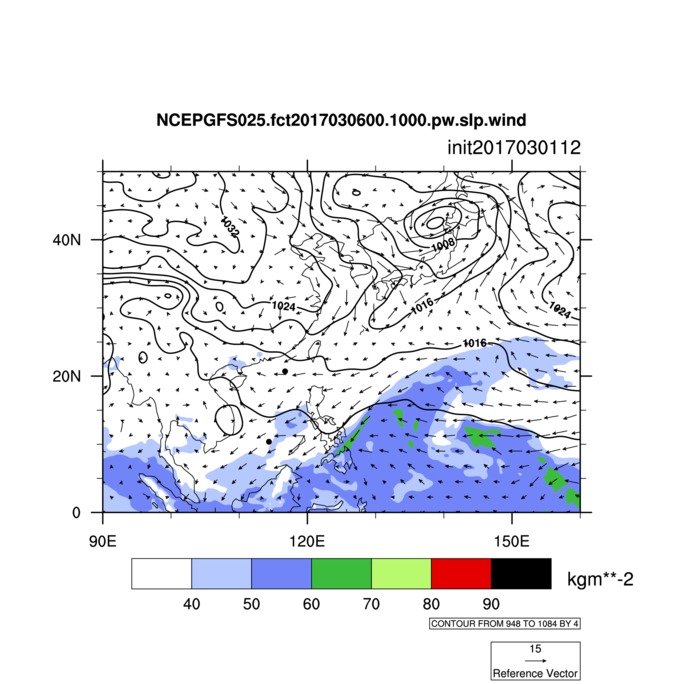 NCEPGFS025.fct2017030600.1000.pw.slp.wind
init2017030112
1032
40N
1008
1024
1016
1024
1016
20N
0
90E 120E 150E
kgm**-2
40 50 60 70 80 90
CONTOUR FROM 948 TO 1084 BY 4
15
Reference Vector